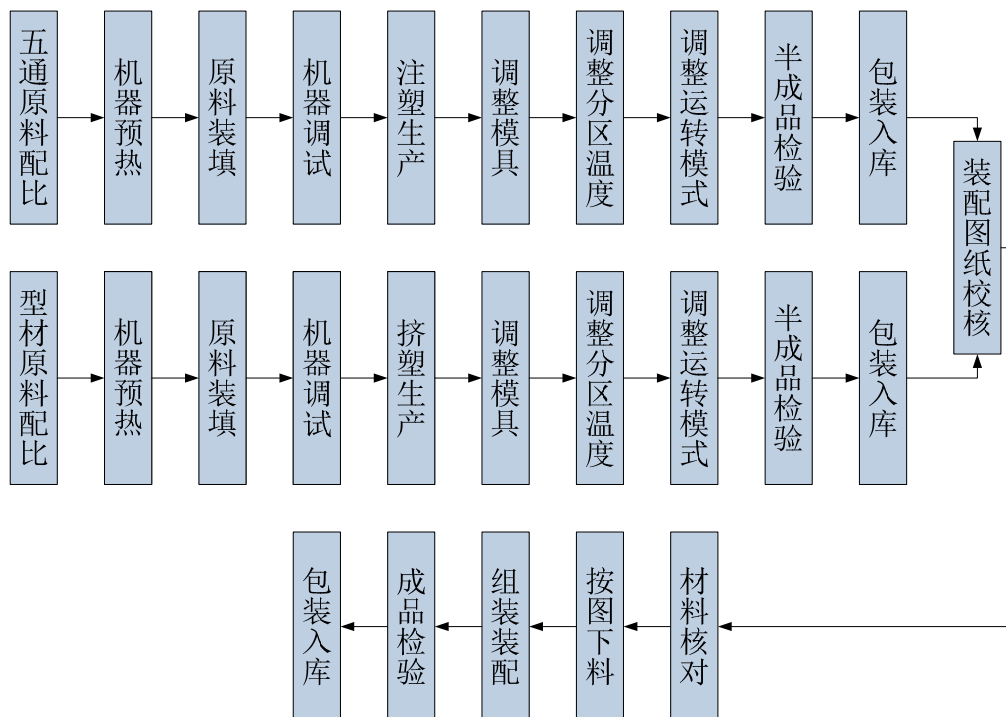 五通原料配比
机器预热
原料装填
机器调试
注塑生产
调整模具
调整分区温度
调整运转模式
半成品检验
包装入库
装配图纸校核
型材原料配比
机器预热
原料装填
机器调试
挤塑生产
调整模具
调整分区温度
调整运转模式
半成品检验
包装入库
材料核对
按图下料
组装装配
成品检验
包装入库